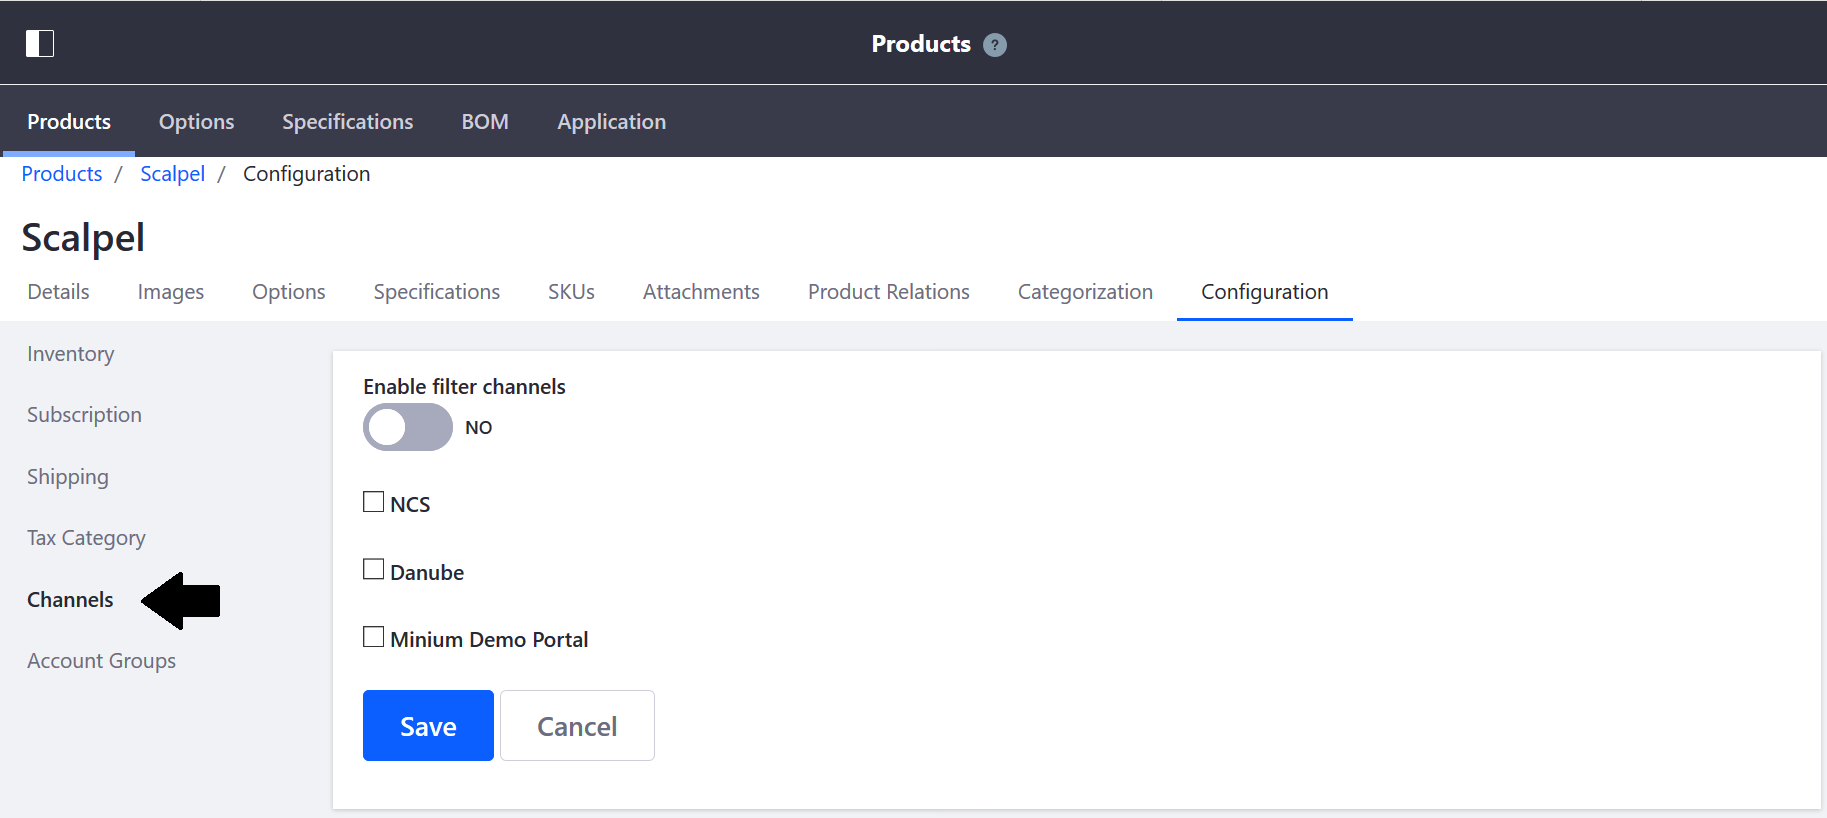 Products ?
Products Options Specifications BOM Application
Products / Scalpel / Configuration
Scalpel
Details Images Options Specifications SKUs Attachments Product Relations Categorization Configuration
Inventory
Subscription
Shipping
Tax Category
Channels
Account Groups
Enable filter channels
NO
NCS
Danube
Minium Demo Portal
Save Cancel